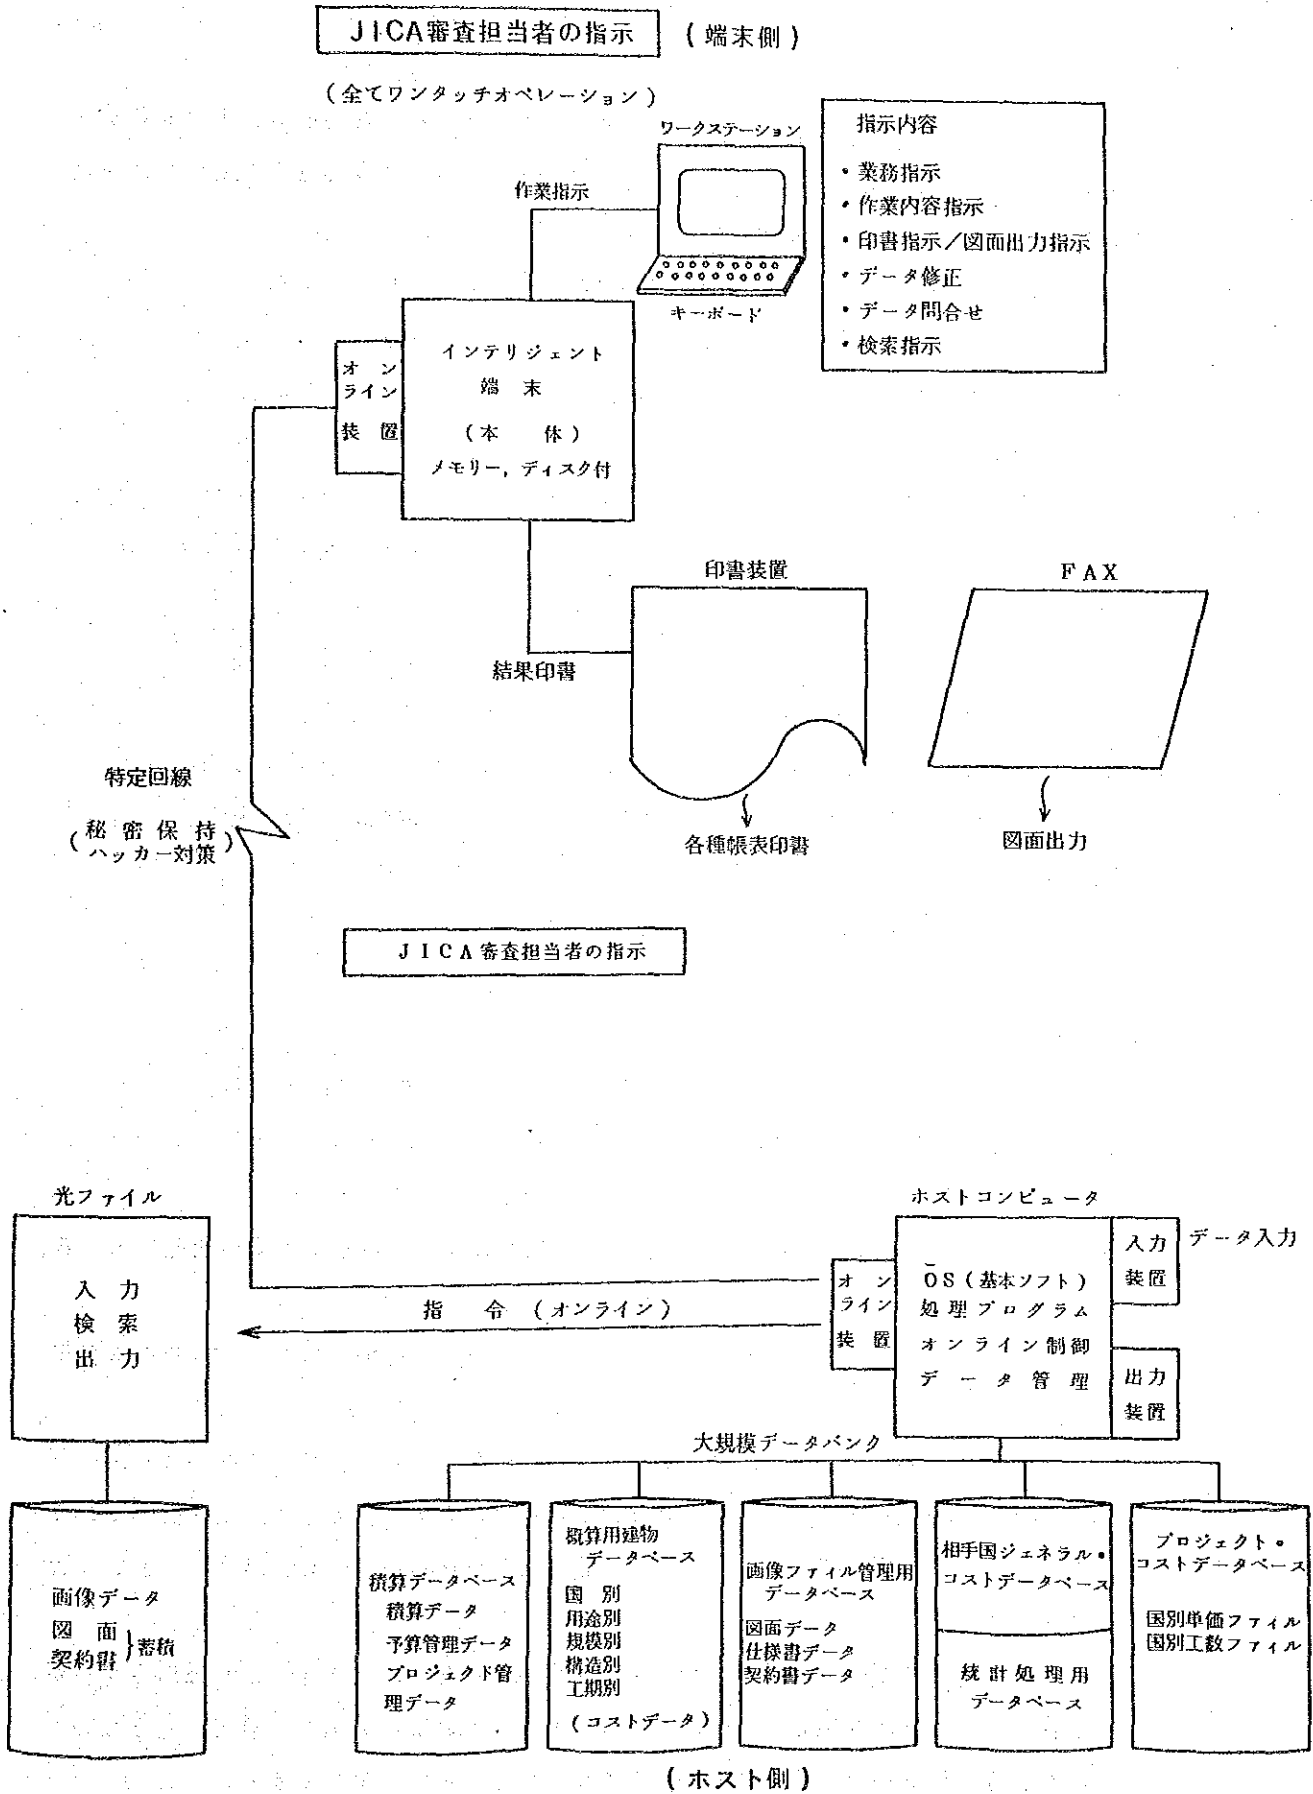 JICA審査担当者の指示 (端末側)
(全てワンタッチオペレーション)
ワークステーション
作業指示
キーボード
指示内容
・業務指示
・作業内容指示
・印書指示/図面出力指示
・データ修正
・データ問合せ
・検索指示
オン
ライン
装置
インテリジェント
端末
(本体)
メモリー,ディスク付
印書装置
FAX
結果印書
特定回線
(秘密保持
ハッカー対策)
各種帳表印書
図面出力
JICA審査担当者の指示
光ファイル
入力
検索
出力
ホストコンピュータ
オン
ライン
装置
OS(基本ソフト)
処理プログラム
オンライン制御
データ管理
入力
装置
データ入力
出力
装置
指令(オンライン)
大規模データバンク
画像データ
図面
契約書}蓄積
積算データベース
積算データ
予算管理データ
プロジェクド管
理データ
概算用建物
データベース
国別
用途別
規模別
構造別
工期別
(コストデータ)
画像ファイル管理用
データベース
図面データ
仕様書データ
契約書データ
相手国ジェネラル・
コストデータベース
統計処理用
データベース
プロジェクト・
コストデータベース
国別単価ファイル
国別工数ファイル
(ホスト側)